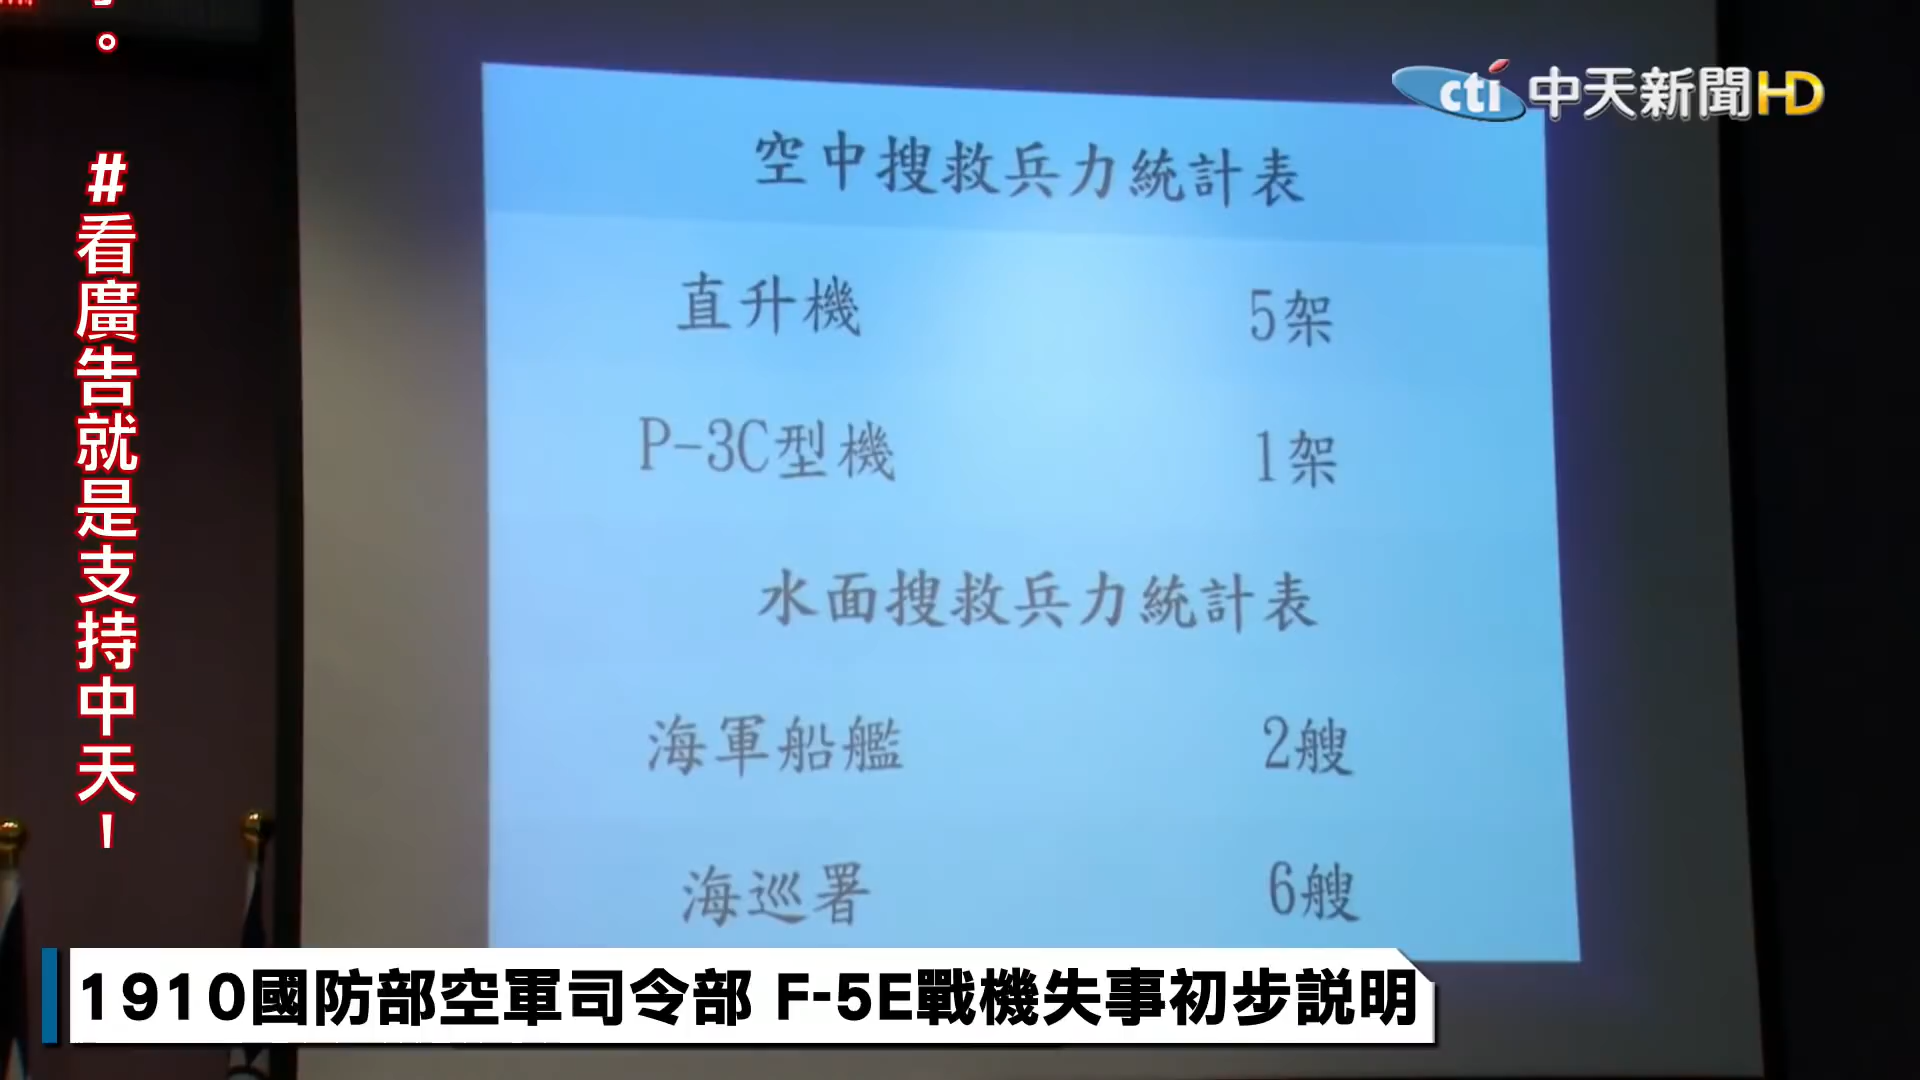 。
#看廣告就是支持中天！
cti中天新聞HD
空中搜救兵力統計表
直升機 5架
P-3C型機 1架
水面搜救兵力統計表
海軍船艦 2艘
海巡署 6艘
1910國防部空軍司令部 F-5E戰機失事初步說明